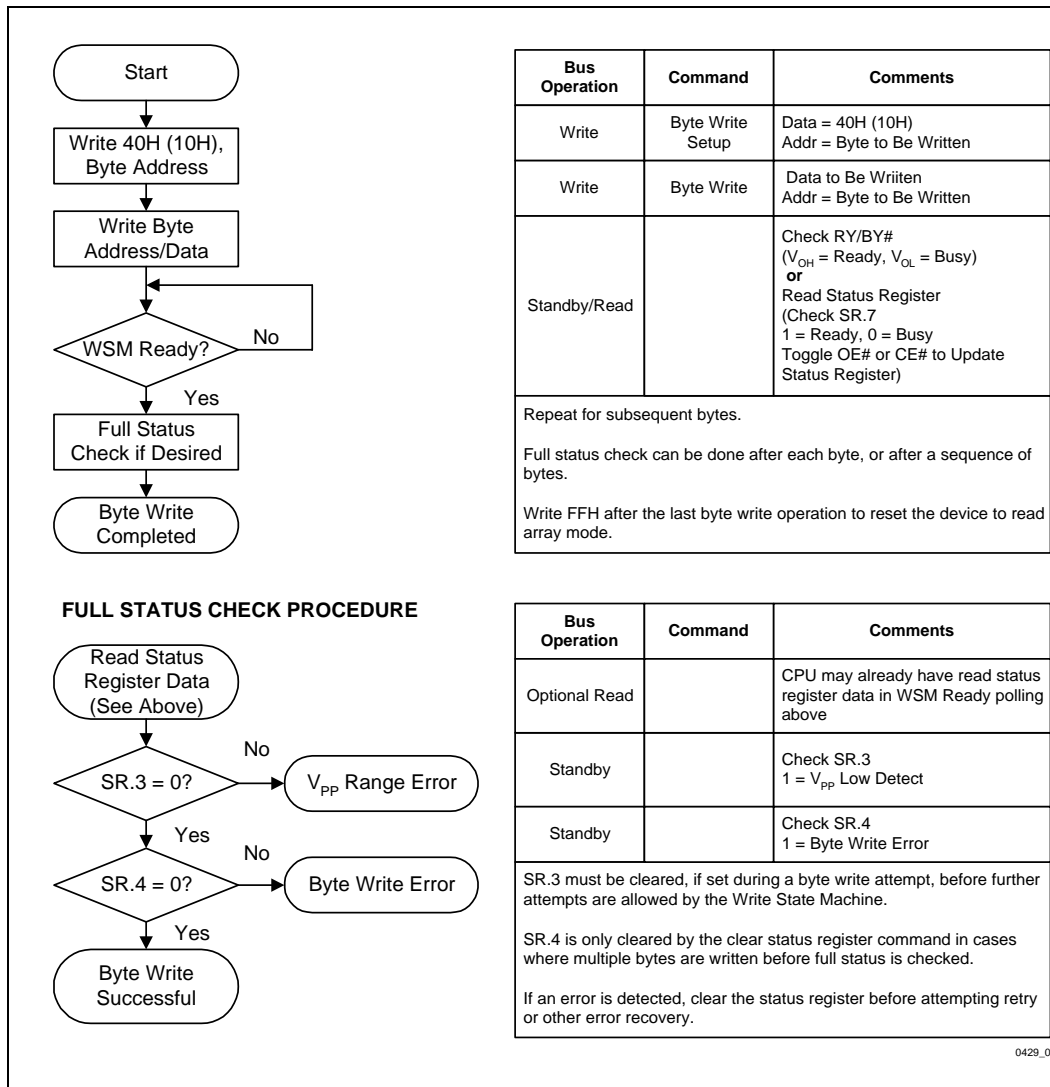 Start
Write 40H (10H),
Byte Address
Write Byte
Address/Data
WSM Ready?
No
Yes
Full Status
Check if Desired
Byte Write
Completed
Bus
Operation
Command
Comments
Write
Byte Write
Setup
Data = 40H (10H)
Addr = Byte to Be Written
Write
Byte Write
Data to Be Wriiten
Addr = Byte to Be Written
Standby/Read
Check RY/BY#
(VOH = Ready, VOL = Busy)
or
Read Status Register
(Check SR.7
1 = Ready, 0 = Busy
Toggle OE# or CE# to Update
Status Register)
Repeat for subsequent bytes.
Full status check can be done after each byte, or after a sequence of
bytes.
Write FFH after the last byte write operation to reset the device to read
array mode.
FULL STATUS CHECK PROCEDURE
Read Status
Register Data
(See Above)
SR.3 = 0?
No
VPP Range Error
Yes
SR.4 = 0?
No
Byte Write Error
Yes
Byte Write
Successful
Bus
Operation
Command
Comments
Optional Read
CPU may already have read status
register data in WSM Ready polling
above
Standby
Check SR.3
1 = VPP Low Detect
Standby
Check SR.4
1 = Byte Write Error
SR.3 must be cleared, if set during a byte write attempt, before further
attempts are allowed by the Write State Machine.
SR.4 is only cleared by the clear status register command in cases
where multiple bytes are written before full status is checked.
If an error is detected, clear the status register before attempting retry
or other error recovery.
0429_0